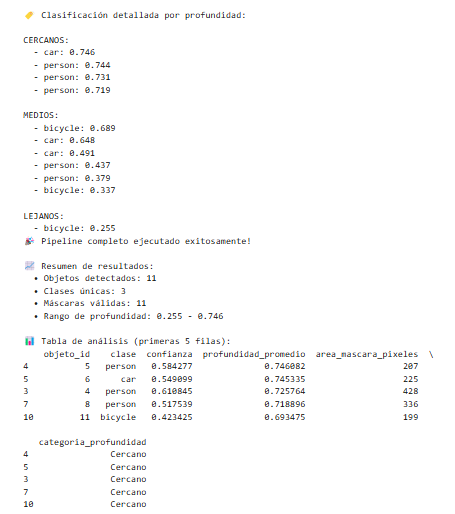 🏷️ Clasificación detallada por profundidad:
CERCANOS:
- car: 0.746
- person: 0.744
- person: 0.731
- person: 0.719
MEDIOS:
- bicycle: 0.689
- car: 0.648
- car: 0.491
- person: 0.437
- person: 0.379
- bicycle: 0.337
LEJANOS:
- bicycle: 0.255
🎉 Pipeline completo ejecutado exitosamente!
📈 Resumen de resultados:
• Objetos detectados: 11
• Clases únicas: 3
• Máscaras válidas: 11
• Rango de profundidad: 0.255 - 0.746
📊 Tabla de análisis (primeras 5 filas):
objeto_id clase confianza profundidad_promedio area_mascara_pixeles \
4 5 person 0.584277 0.746082 207
5 6 car 0.549099 0.745335 225
3 4 person 0.610845 0.725764 428
7 8 person 0.517539 0.718896 336
10 11 bicycle 0.423425 0.693475 199
categoria_profundidad
4 Cercano
5 Cercano
3 Cercano
7 Cercano
10 Cercano